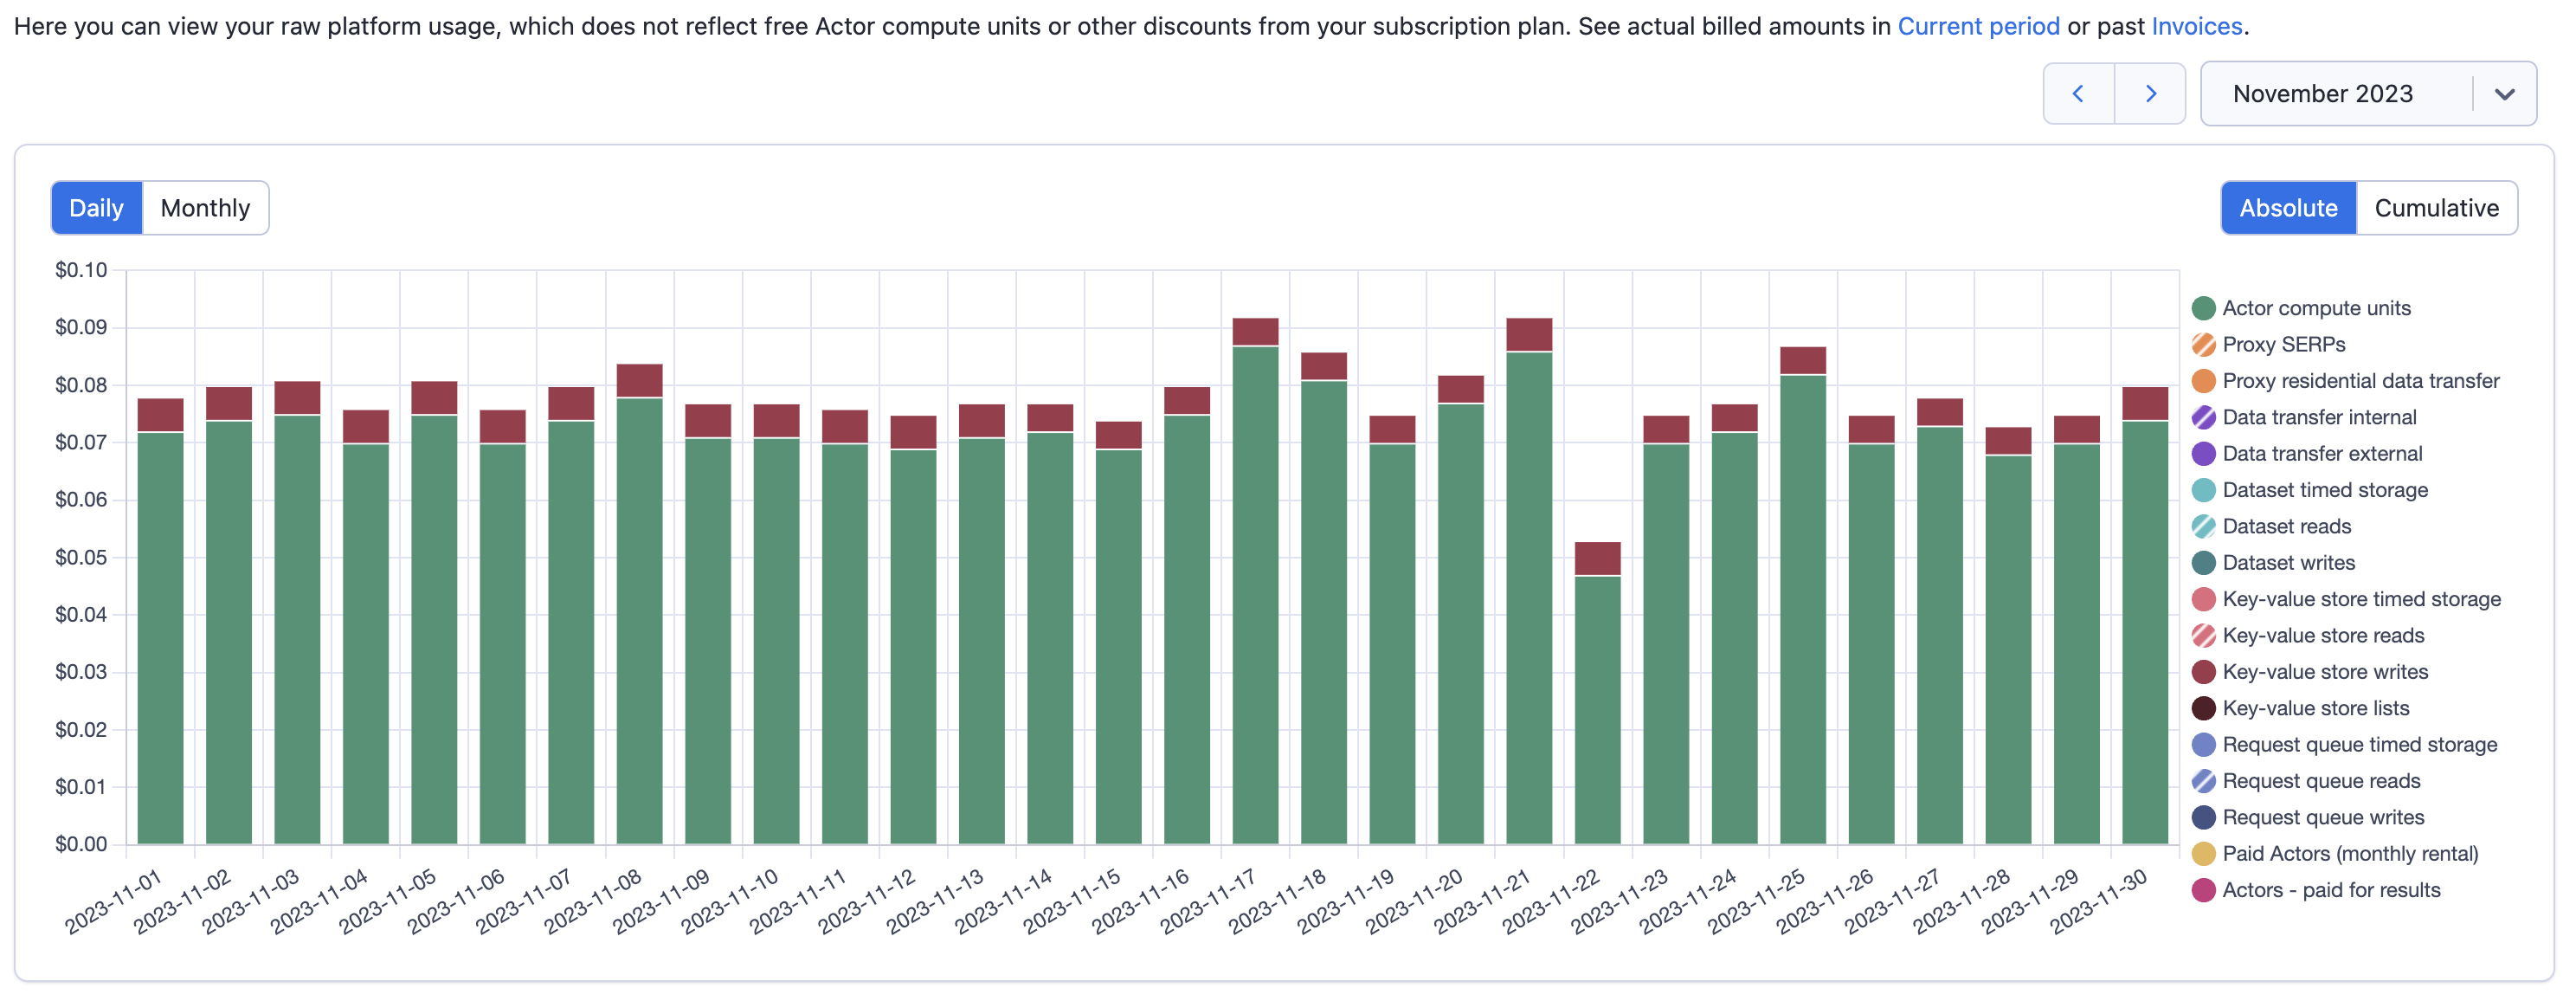 Here you can view your raw platform usage, which does not reflect free Actor compute units or other discounts from your subscription plan. See actual billed amounts in Current period or past Invoices.
November 2023
Daily
Monthly
Absolute
Cumulative
$0.10
$0.09
$0.08
$0.07
$0.06
$0.05
$0.04
$0.03
$0.02
$0.01
$0.00
2023-11-01
2023-11-02
2023-11-03
2023-11-04
2023-11-05
2023-11-06
2023-11-07
2023-11-08
2023-11-09
2023-11-10
2023-11-11
2023-11-12
2023-11-13
2023-11-14
2023-11-15
2023-11-16
2023-11-17
2023-11-18
2023-11-19
2023-11-20
2023-11-21
2023-11-22
2023-11-23
2023-11-24
2023-11-25
2023-11-26
2023-11-27
2023-11-28
2023-11-29
2023-11-30
Actor compute units
Proxy SERPs
Proxy residential data transfer
Data transfer internal
Data transfer external
Dataset timed storage
Dataset reads
Dataset writes
Key-value store timed storage
Key-value store reads
Key-value store writes
Key-value store lists
Request queue timed storage
Request queue reads
Request queue writes
Paid Actors (monthly rental)
Actors - paid for results